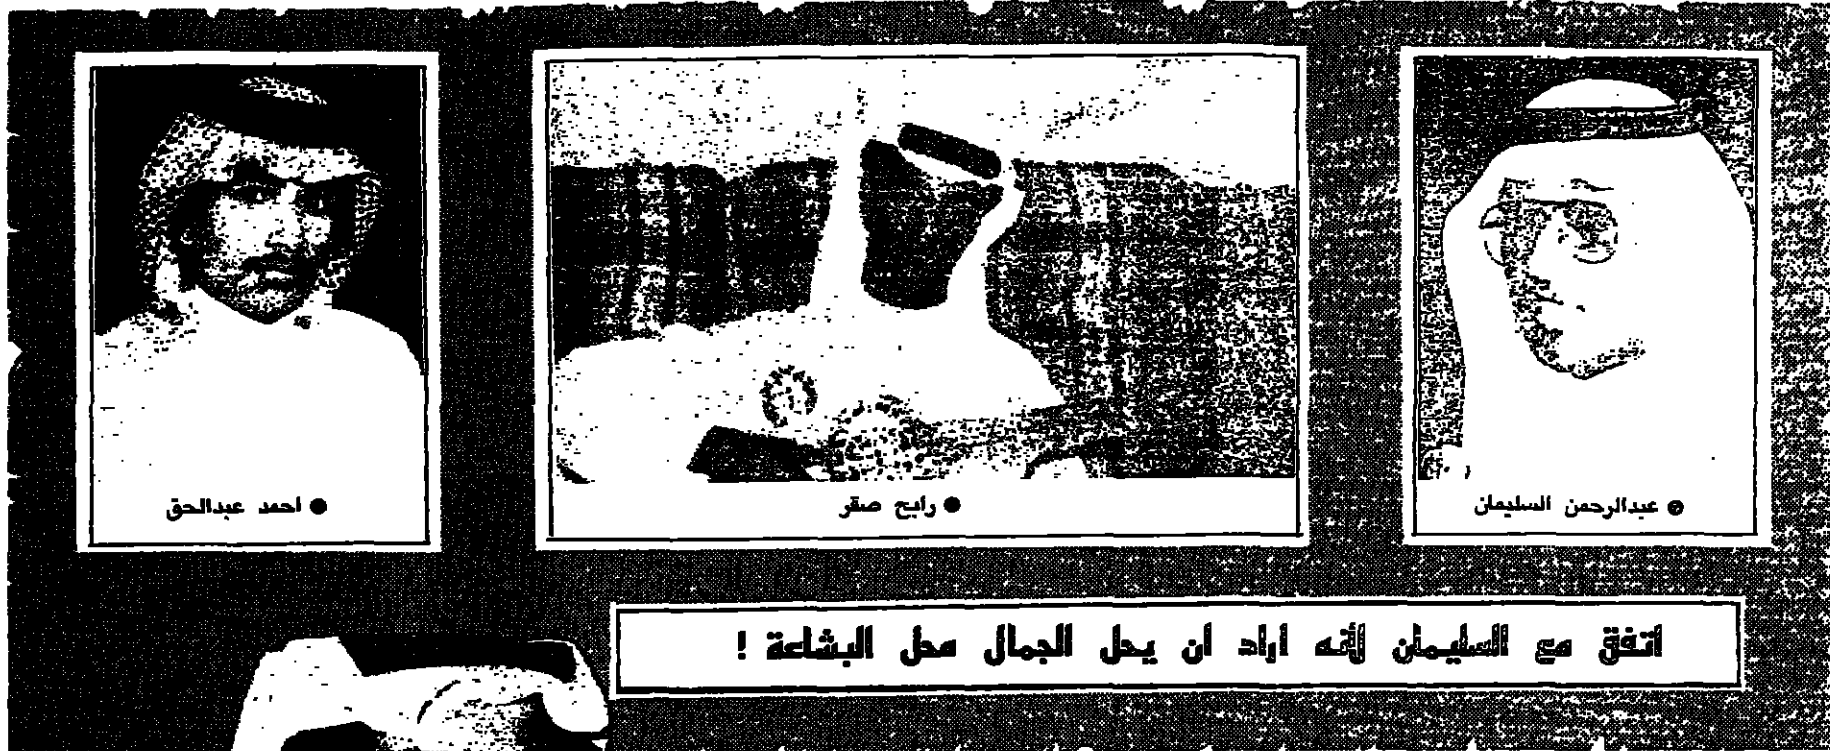 ● عبدالرحمن السليمان
● رابح صقر
● احمد عبدالحق
اتفق مع السليمان لأنه اراد ان يحل الجمال محل البشاعة !